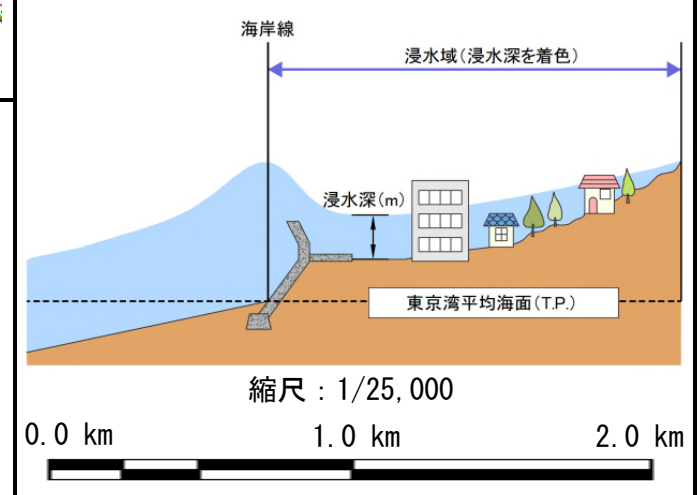 海岸線
浸水域(浸水深を着色)
浸水深(m)
東京湾平均海面(T.P.)
縮尺：1/25,000
0.0 km 1.0 km 2.0 km